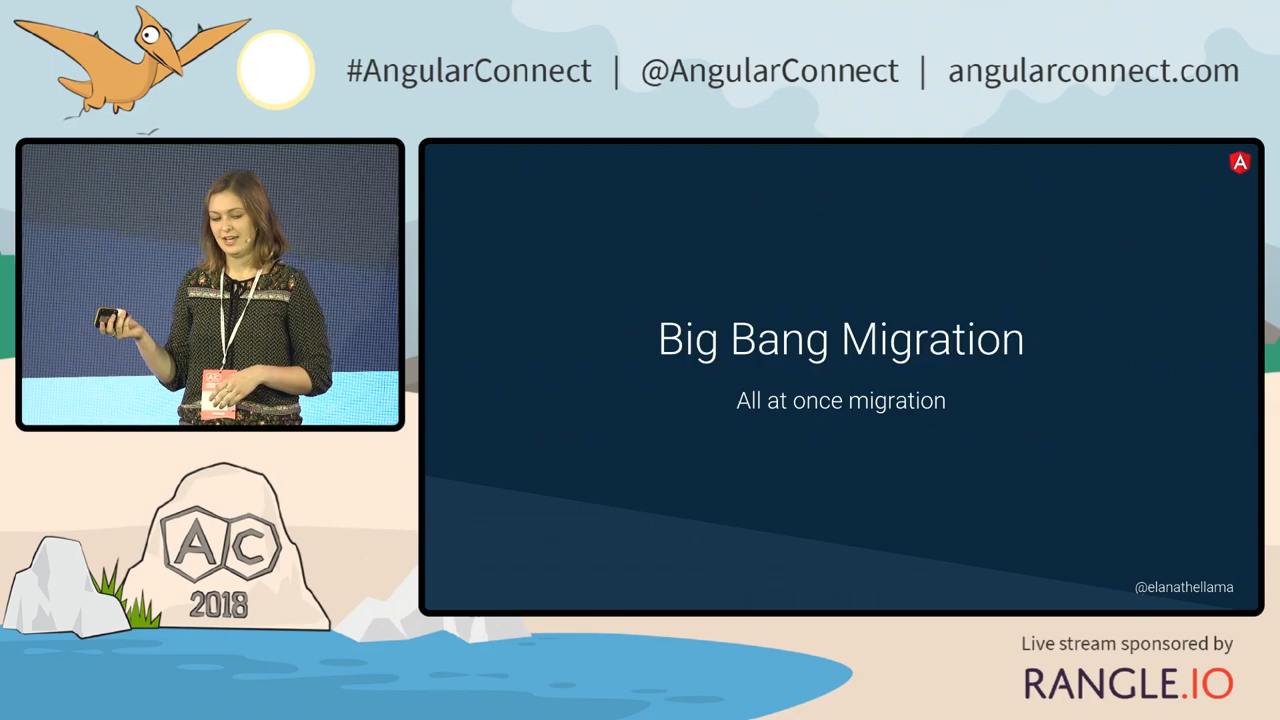 #AngularConnect | @AngularConnect | angularconnect.com
A
Big Bang Migration
All at once migration
@elanathellama
AC
2018
Live stream sponsored by
RANGLE.IO